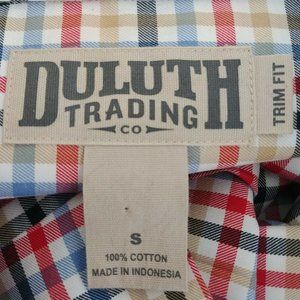 DULUTH
TRADING
CO
TRIM FIT
S
100% COTTON
MADE IN INDONESIA